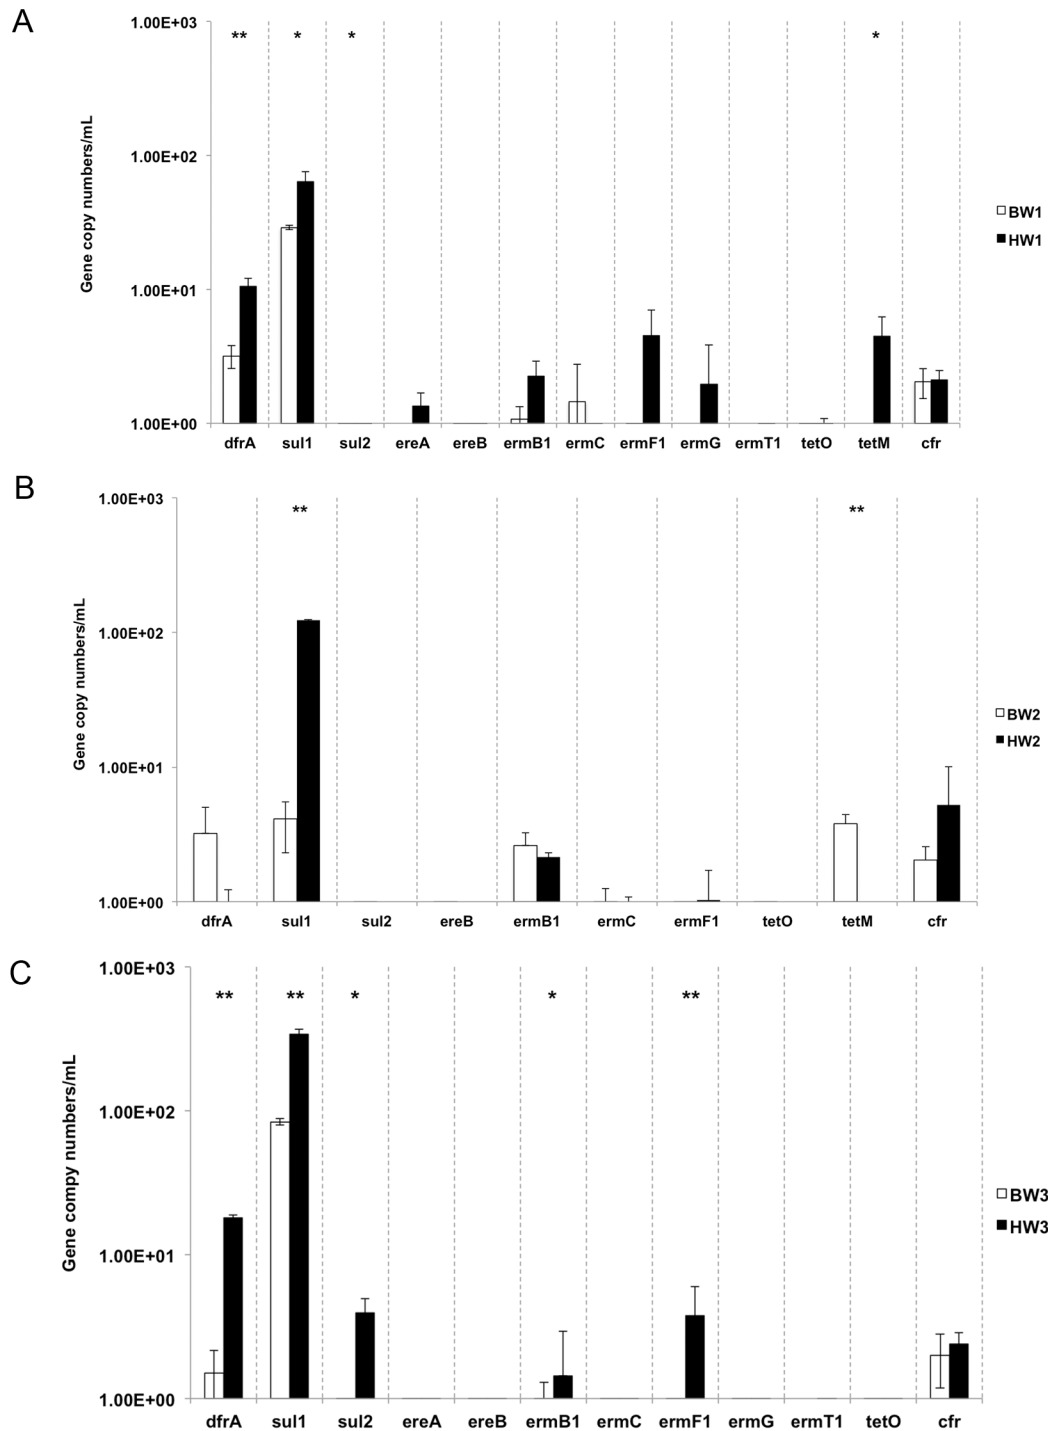 A
1.00E+03
** * * *
1.00E+02
Gene copy numbers/mL
BW1
HW1
1.00E+01
1.00E+00
dfrA sul1 sul2 ereA ereB ermB1 ermC ermF1 ermG ermT1 tetO tetM cfr
B
1.00E+03
** **
1.00E+02
Gene copy numbers/mL
BW2
HW2
1.00E+01
1.00E+00
dfrA sul1 sul2 ereB ermB1 ermC ermF1 tetO tetM cfr
C
1.00E+03
** ** * * **
1.00E+02
Gene compy numbers/mL
BW3
HW3
1.00E+01
1.00E+00
dfrA sul1 sul2 ereA ereB ermB1 ermC ermF1 ermG ermT1 tetO cfr